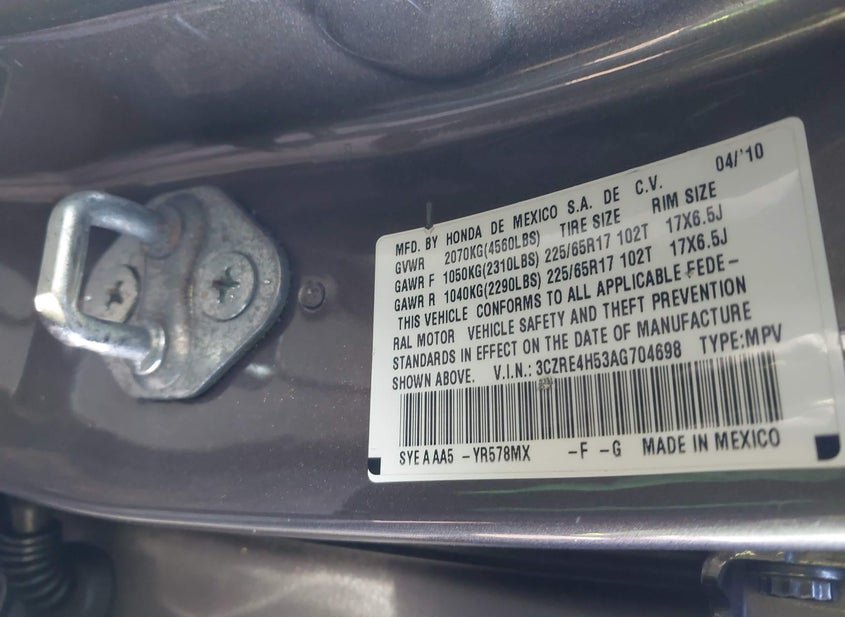 04/'10
MFD. BY HONDA DE MEXICO S.A. DE C.V.
GVWR 2070KG(4560LBS) TIRE SIZE RIM SIZE
GAWR F 1050KG(2310LBS) 225/65R17 102T 17X6.5J
GAWR R 1040KG(2290LBS) 225/65R17 102T 17X6.5J
THIS VEHICLE CONFORMS TO ALL APPLICABLE FEDE-
RAL MOTOR VEHICLE SAFETY AND THEFT PREVENTION
STANDARDS IN EFFECT ON THE DATE OF MANUFACTURE
SHOWN ABOVE. V.I.N.: 3CZRE4H53AG704698 TYPE:MPV
SYE A AA5 -YR578MX -F -G MADE IN MEXICO